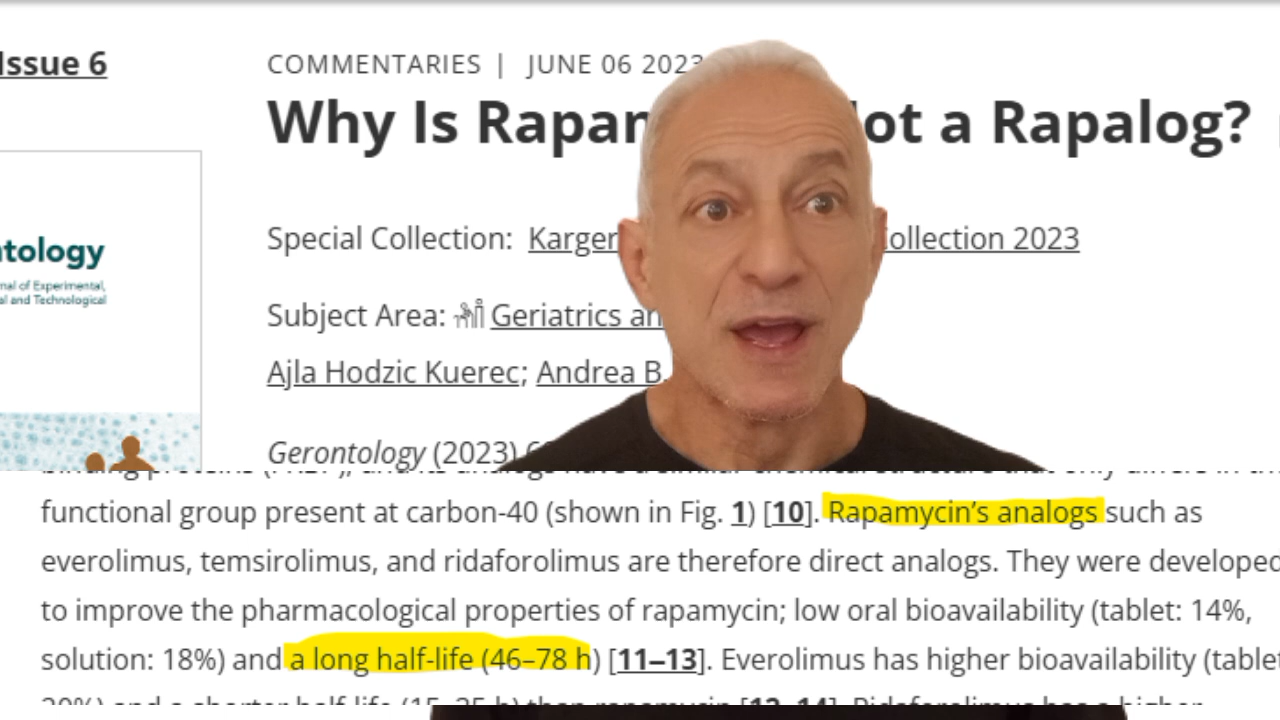 Issue 6
COMMENTARIES | JUNE 06 2023
Why Is Rapam ot a Rapalog?
ntology
nal of Experimental,
al and Technological
Special Collection: Karger ollection 2023
Subject Area: Geriatrics an
Ajla Hodzic Kuerec; Andrea B.
Gerontology (2023)
functional group present at carbon-40 (shown in Fig. 1) [10]. Rapamycin's analogs such as
everolimus, temsirolimus, and ridaforolimus are therefore direct analogs. They were developed
to improve the pharmacological properties of rapamycin; low oral bioavailability (tablet: 14%,
solution: 18%) and a long half-life (46–78 h) [11–13]. Everolimus has higher bioavailability (tablet